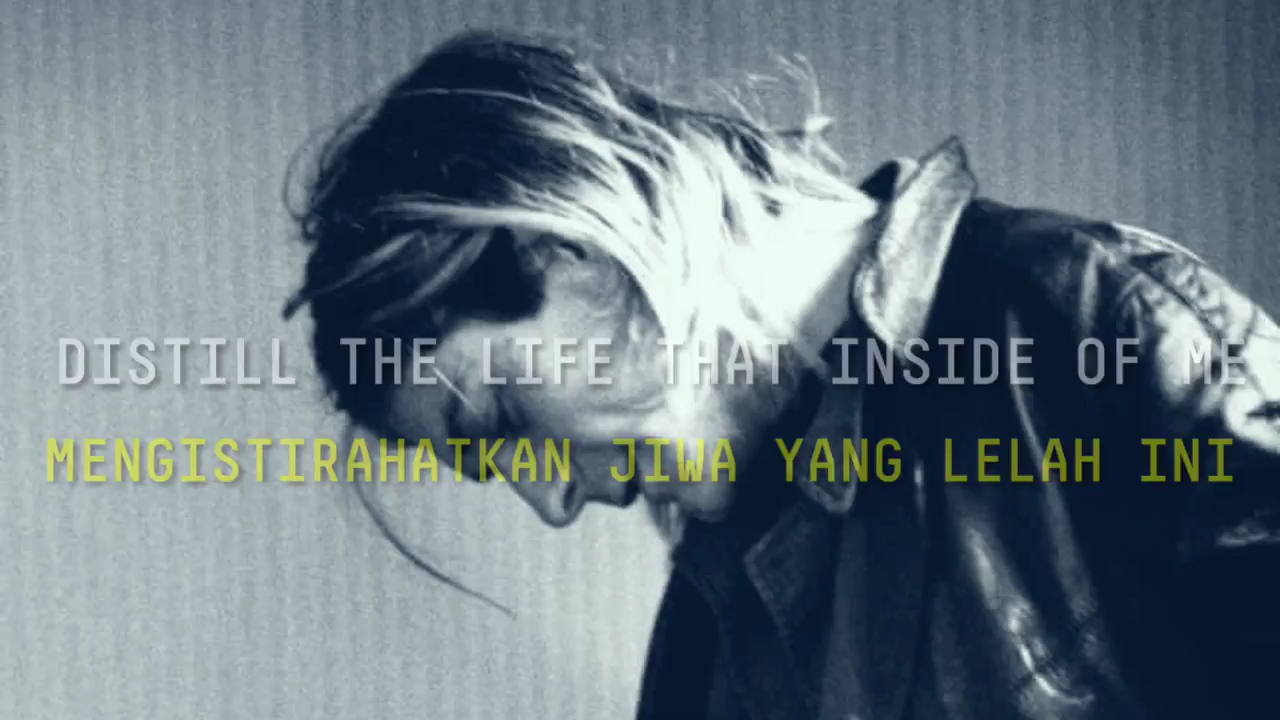 DISTILL THE LIFE THAT INSIDE OF ME
MENGISTIRAHATKAN JIWA YANG LELAH INI